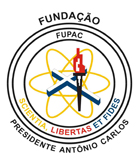 FUNDAÇÃO
FUPAC
SCIENTIA, LIBERTAS ET FIDES
PRESIDENTE ANTÔNIO CARLOS